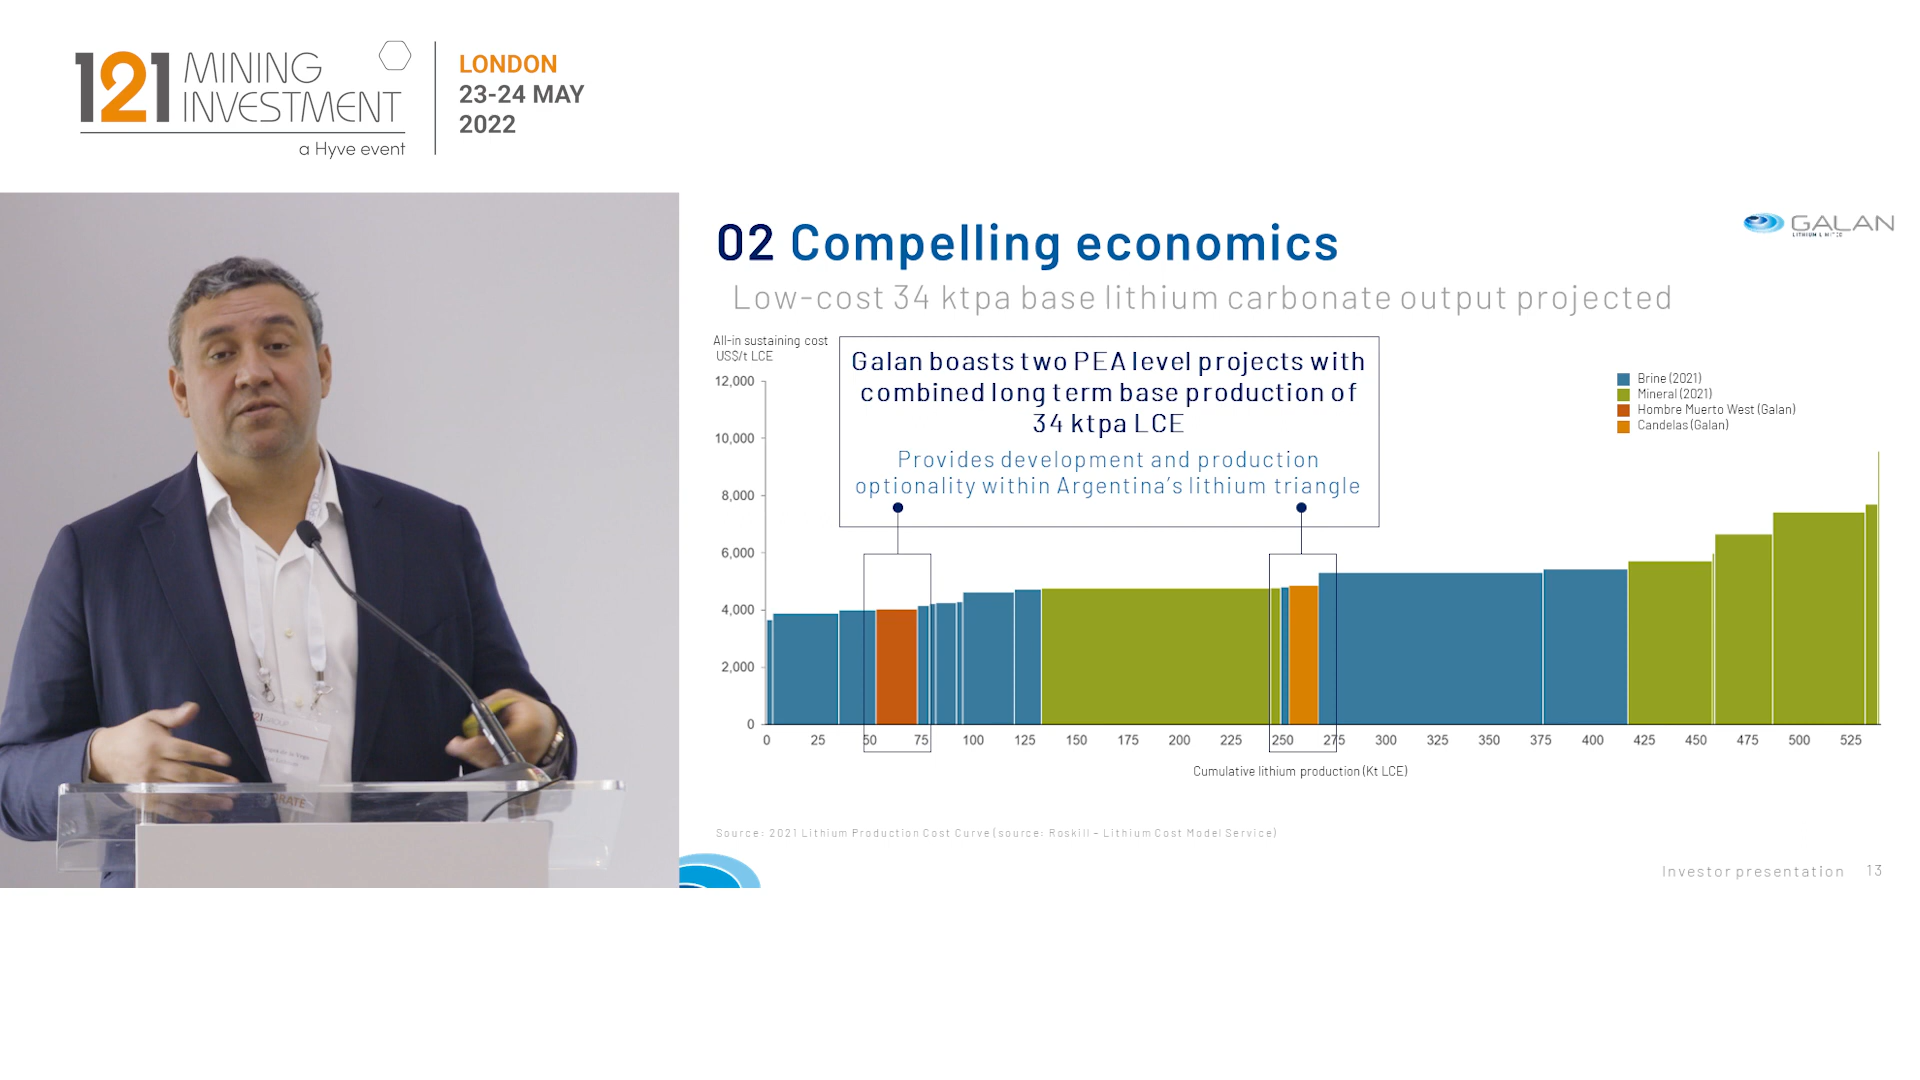 121 MINING
INVESTMENT
a Hyve event
LONDON
23-24 MAY
2022
02 Compelling economics
GALAN
LITHIUM LIMITED
Low-cost 34 ktpa base lithium carbonate output projected
All-in sustaining cost
US$/t LCE
Galan boasts two PEA level projects with
combined long term base production of
34 ktpa LCE
Provides development and production
optionality within Argentina's lithium triangle
Brine (2021)
Mineral (2021)
Hombre Muerto West (Galan)
Candelas (Galan)
12,000
10,000
8,000
6,000
4,000
2,000
0
0 25 50 75 100 125 150 175 200 225 250 275 300 325 350 375 400 425 450 475 500 525
Cumulative lithium production (Kt LCE)
Source: 2021 Lithium Production Cost Curve (source: Roskill – Lithium Cost Model Service)
Investor presentation 13